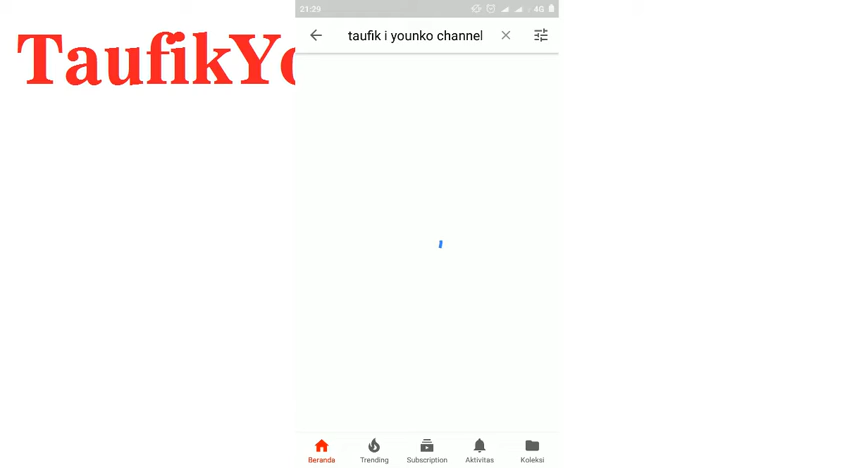 21:29
4G
taufik i younko channel
TaufikYo
Beranda
Trending
Subscription
Aktivitas
Koleksi